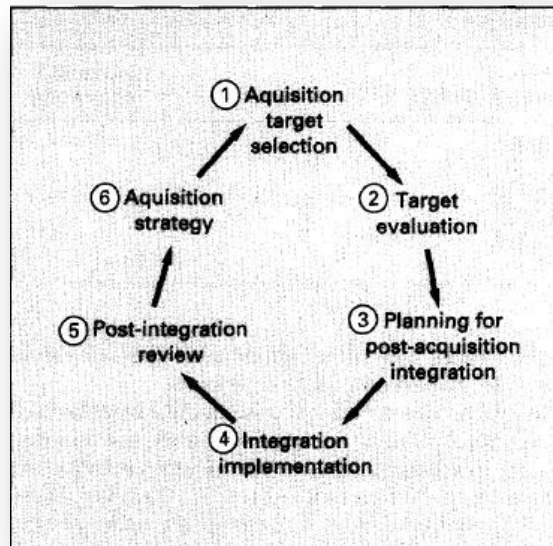 ① Aquisition
target
selection
② Target
evaluation
③ Planning for
post-acquisition
integration
④ Integration
implementation
⑤ Post-integration
review
⑥ Aquisition
strategy